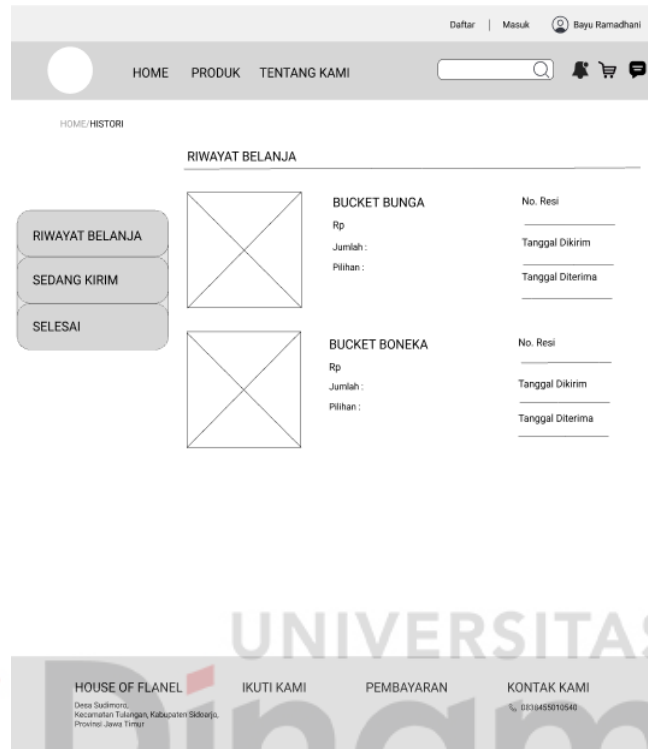 Daftar | Masuk Bayu Ramadhani
HOME PRODUK TENTANG KAMI
HOME/HISTORI
RIWAYAT BELANJA
RIWAYAT BELANJA
SEDANG KIRIM
SELESAI
BUCKET BUNGA
Rp
Jumlah :
Pilihan :
No. Resi
Tanggal Dikirim
Tanggal Diterima
BUCKET BONEKA
Rp
Jumlah :
Pilihan :
No. Resi
Tanggal Dikirim
Tanggal Diterima
UNIVERSITAS
Dinam
HOUSE OF FLANEL
Desa Sudimoro,
Kecamatan Tulangan, Kabupaten Sidoarjo,
Provinsi Jawa Timur
IKUTI KAMI
PEMBAYARAN
KONTAK KAMI
0838455010540